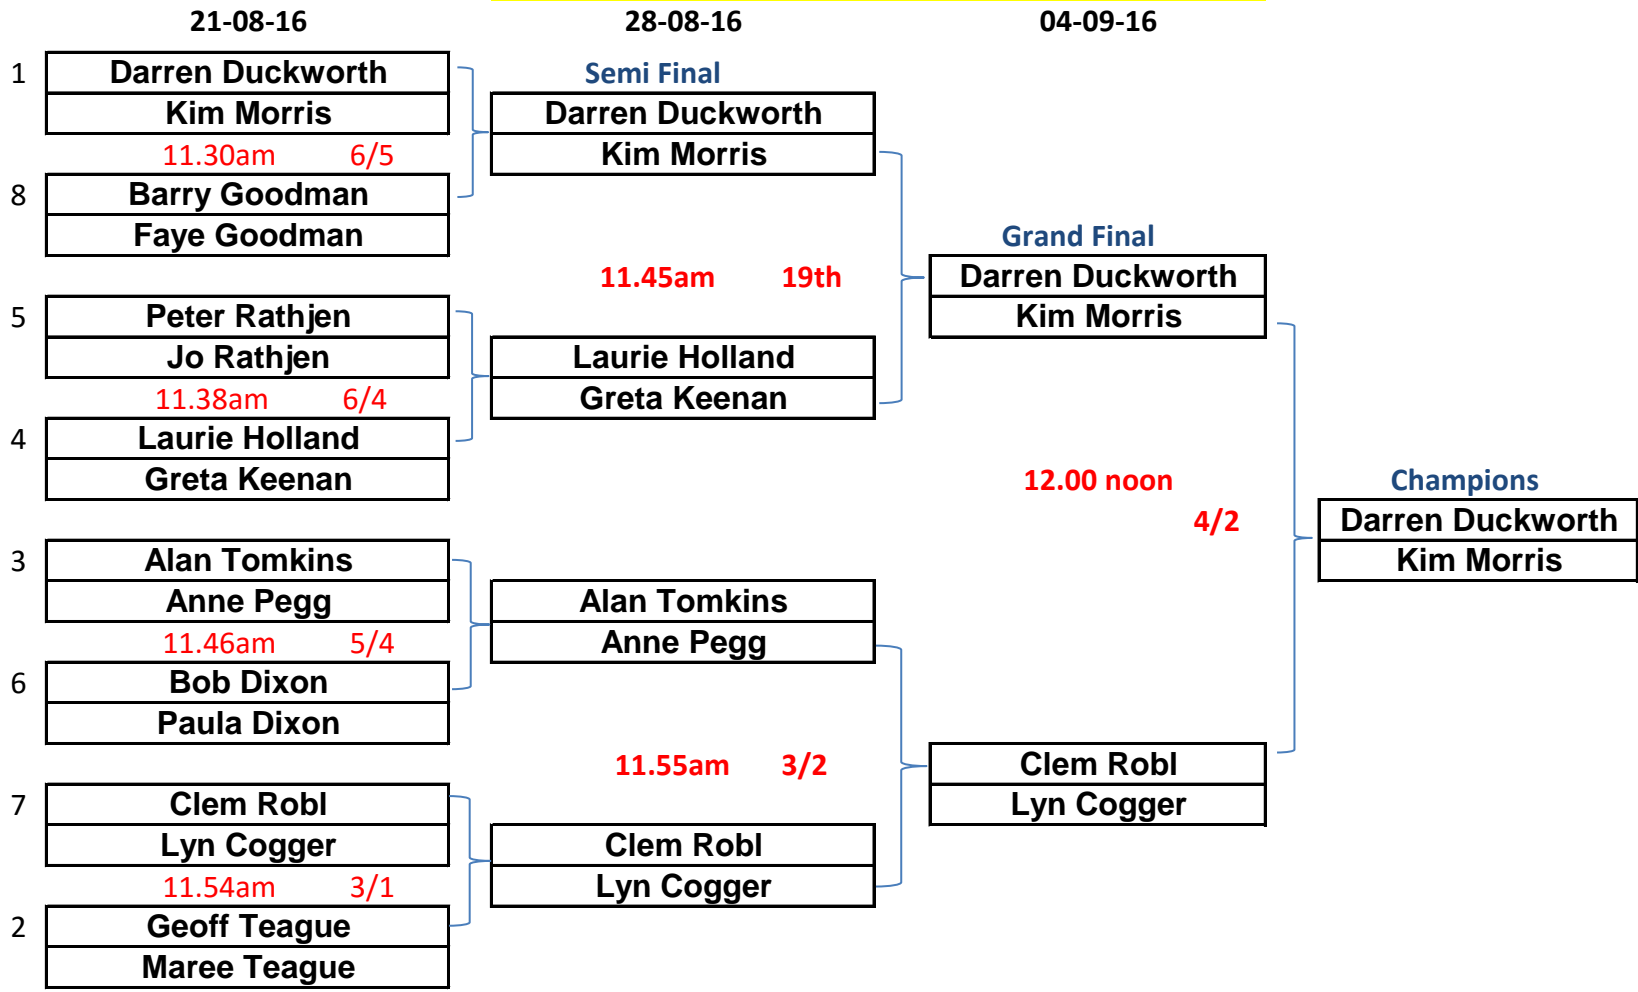 21-08-16 28-08-16 04-09-16
1 Darren Duckworth Semi Final
Darren Duckworth
Kim Morris
Kim Morris
11.30am 6/5
8 Barry Goodman
Faye Goodman Grand Final
11.45am 19th Darren Duckworth
5 Peter Rathjen Kim Morris
Jo Rathjen Laurie Holland
11.38am 6/4 Greta Keenan
4 Laurie Holland
Greta Keenan 12.00 noon Champions
4/2 Darren Duckworth
3 Alan Tomkins Kim Morris
Anne Pegg Alan Tomkins
11.46am 5/4 Anne Pegg
6 Bob Dixon
Paula Dixon
11.55am 3/2 Clem Robl
7 Clem Robl Lyn Cogger
Lyn Cogger Clem Robl
11.54am 3/1 Lyn Cogger
2 Geoff Teague
Maree Teague